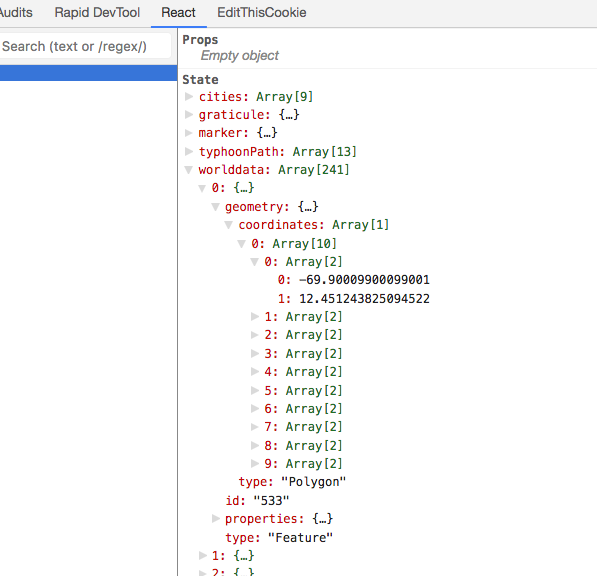 Audits Rapid DevTool React EditThisCookie
Search (text or /regex/)
Props
Empty object
State
cities: Array[9]
graticule: {…}
marker: {…}
typhoonPath: Array[13]
worlddata: Array[241]
0: {…}
geometry: {…}
coordinates: Array[1]
0: Array[10]
0: Array[2]
0: -69.90009900099001
1: 12.451243825094522
1: Array[2]
2: Array[2]
3: Array[2]
4: Array[2]
5: Array[2]
6: Array[2]
7: Array[2]
8: Array[2]
9: Array[2]
type: "Polygon"
id: "533"
properties: {…}
type: "Feature"
1: {…}
2: {…}